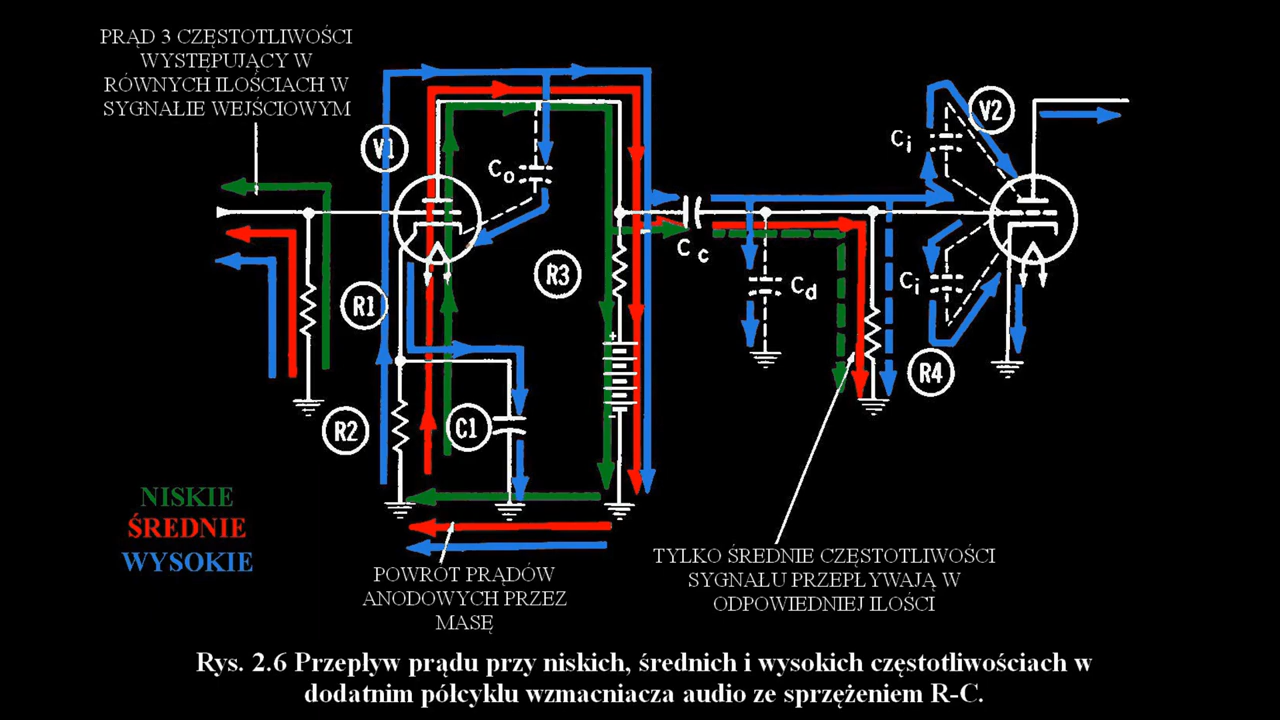 PRĄD 3 CZĘSTOTLIWOŚCI
WYSTĘPUJĄCY W
RÓWNYCH ILOŚCIACH W
SYGNALIE WEJŚCIOWYM
V1
V2
Co
Ci
Cc
R3
Cd
Ci
R1
R4
R2
C1
+
-
NISKIE
ŚREDNIE
WYSOKIE
POWRÓT PRĄDÓW
ANODOWYCH PRZEZ
MASĘ
TYLKO ŚREDNIE CZĘSTOTLIWOŚCI
SYGNAŁU PRZEPŁYWAJĄ W
ODPOWIEDNIEJ ILOŚCI
Rys. 2.6 Przepływ prądu przy niskich, średnich i wysokich częstotliwościach w
dodatnim półcyklu wzmacniacza audio ze sprzężeniem R-C.